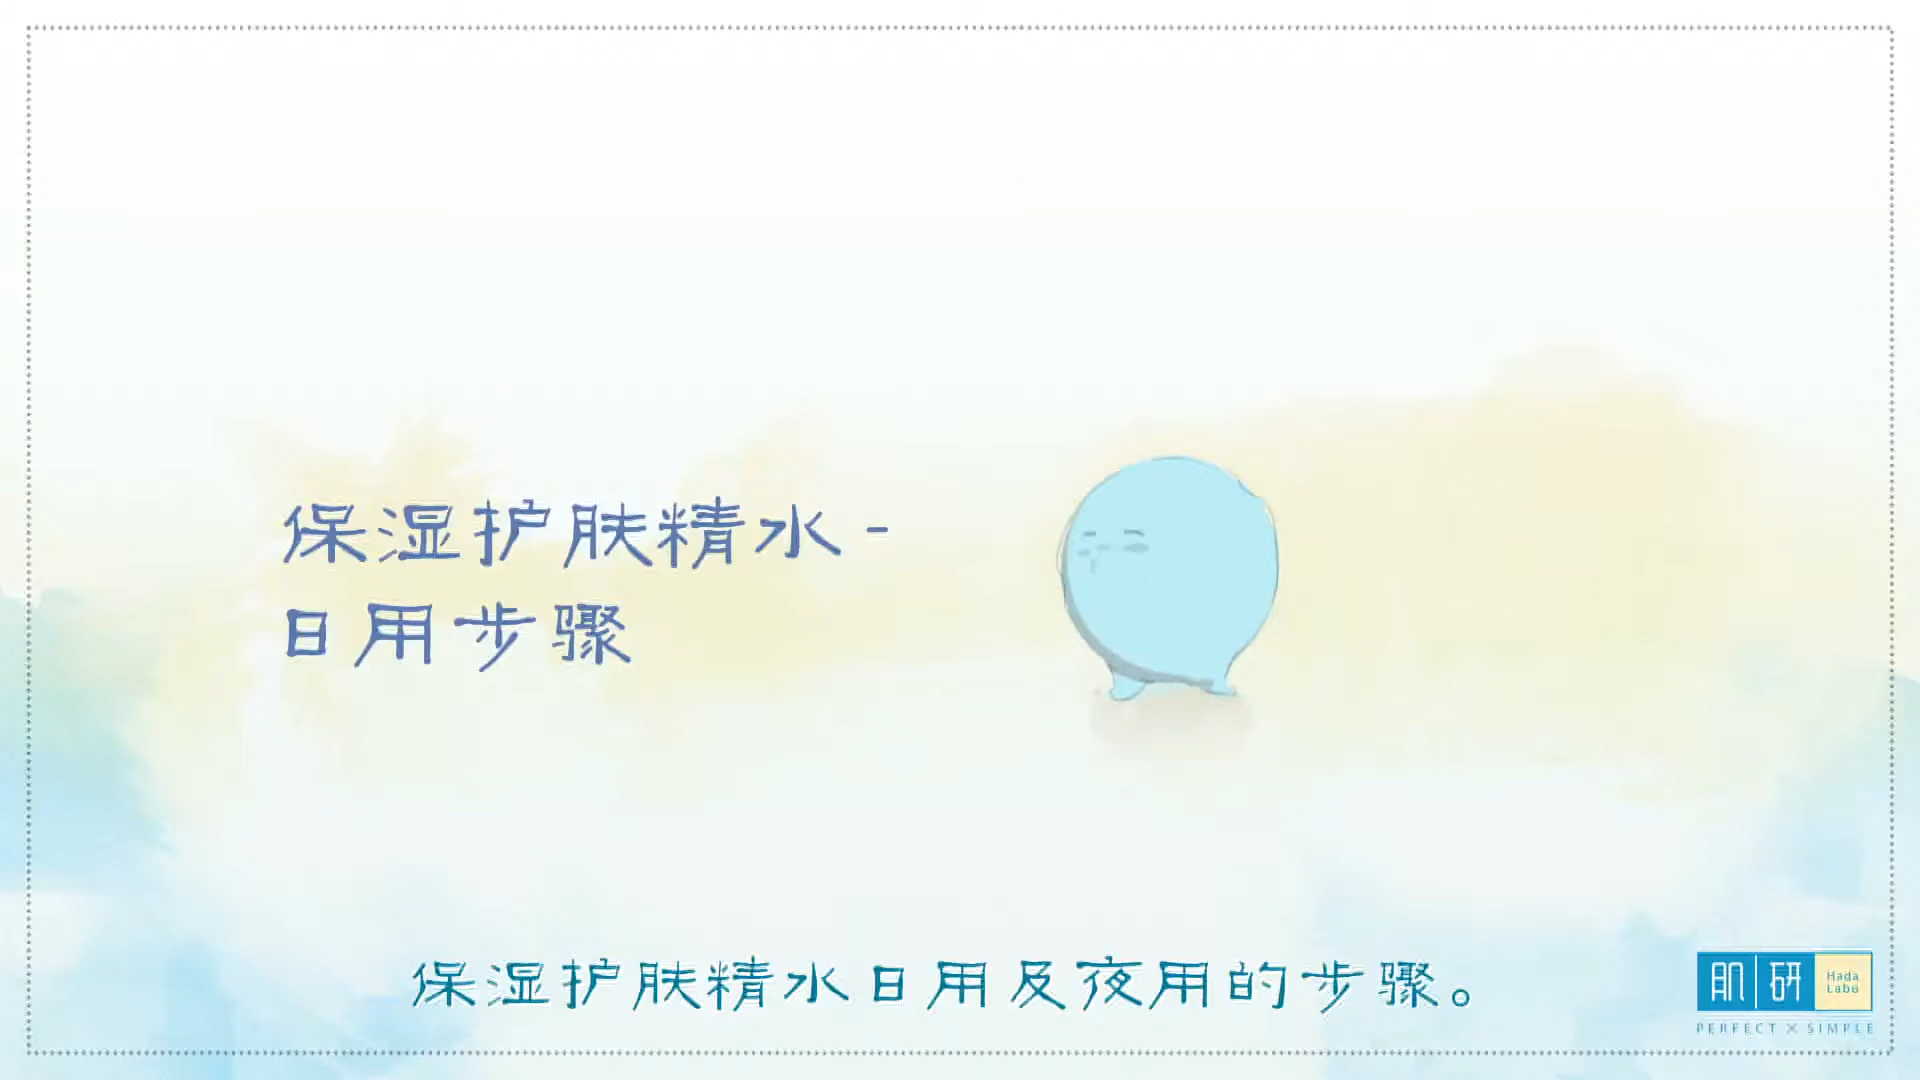 保湿护肤精水 -
日用步骤
保湿护肤精水日用及夜用的步骤。
肌研 Hada Labo
PERFECT × SIMPLE